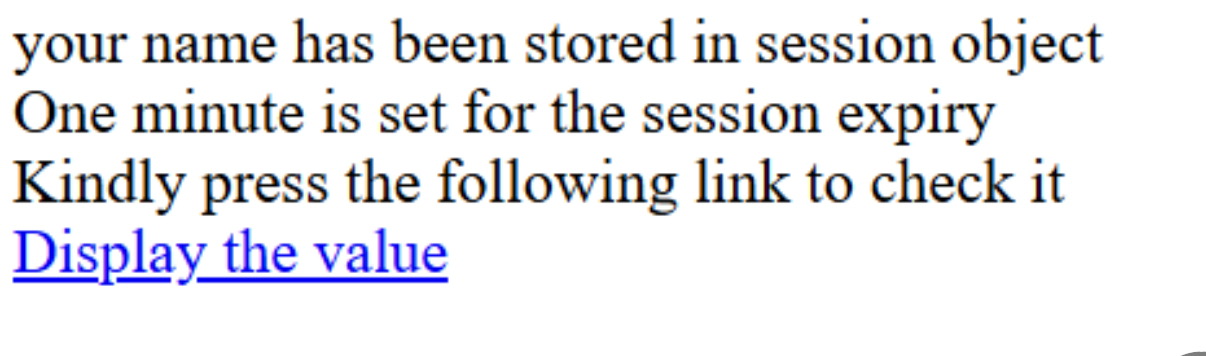 your name has been stored in session object
One minute is set for the session expiry
Kindly press the following link to check it
Display the value